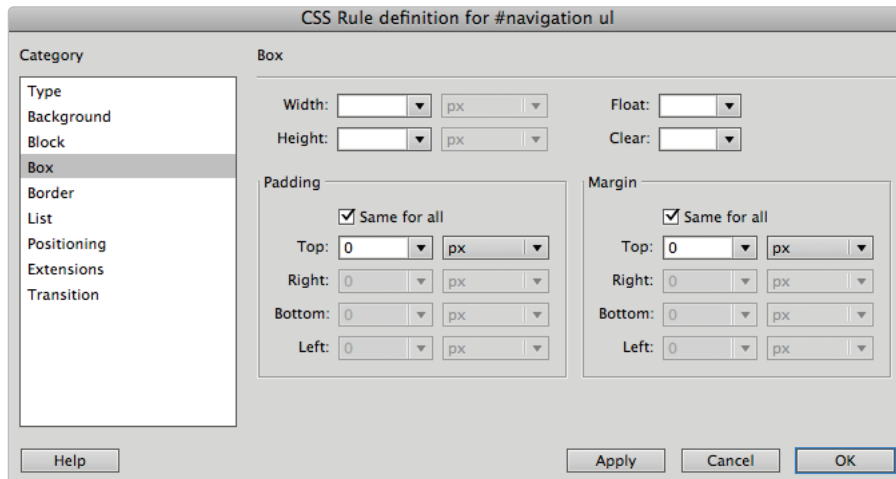 CSS Rule definition for #navigation ul
Category
Type
Background
Block
Box
Border
List
Positioning
Extensions
Transition
Box
Width: px Float:
Height: px Clear:
Padding
Same for all
Top: 0 px
Right: 0 px
Bottom: 0 px
Left: 0 px
Margin
Same for all
Top: 0 px
Right: 0 px
Bottom: 0 px
Left: 0 px
Help Apply Cancel OK